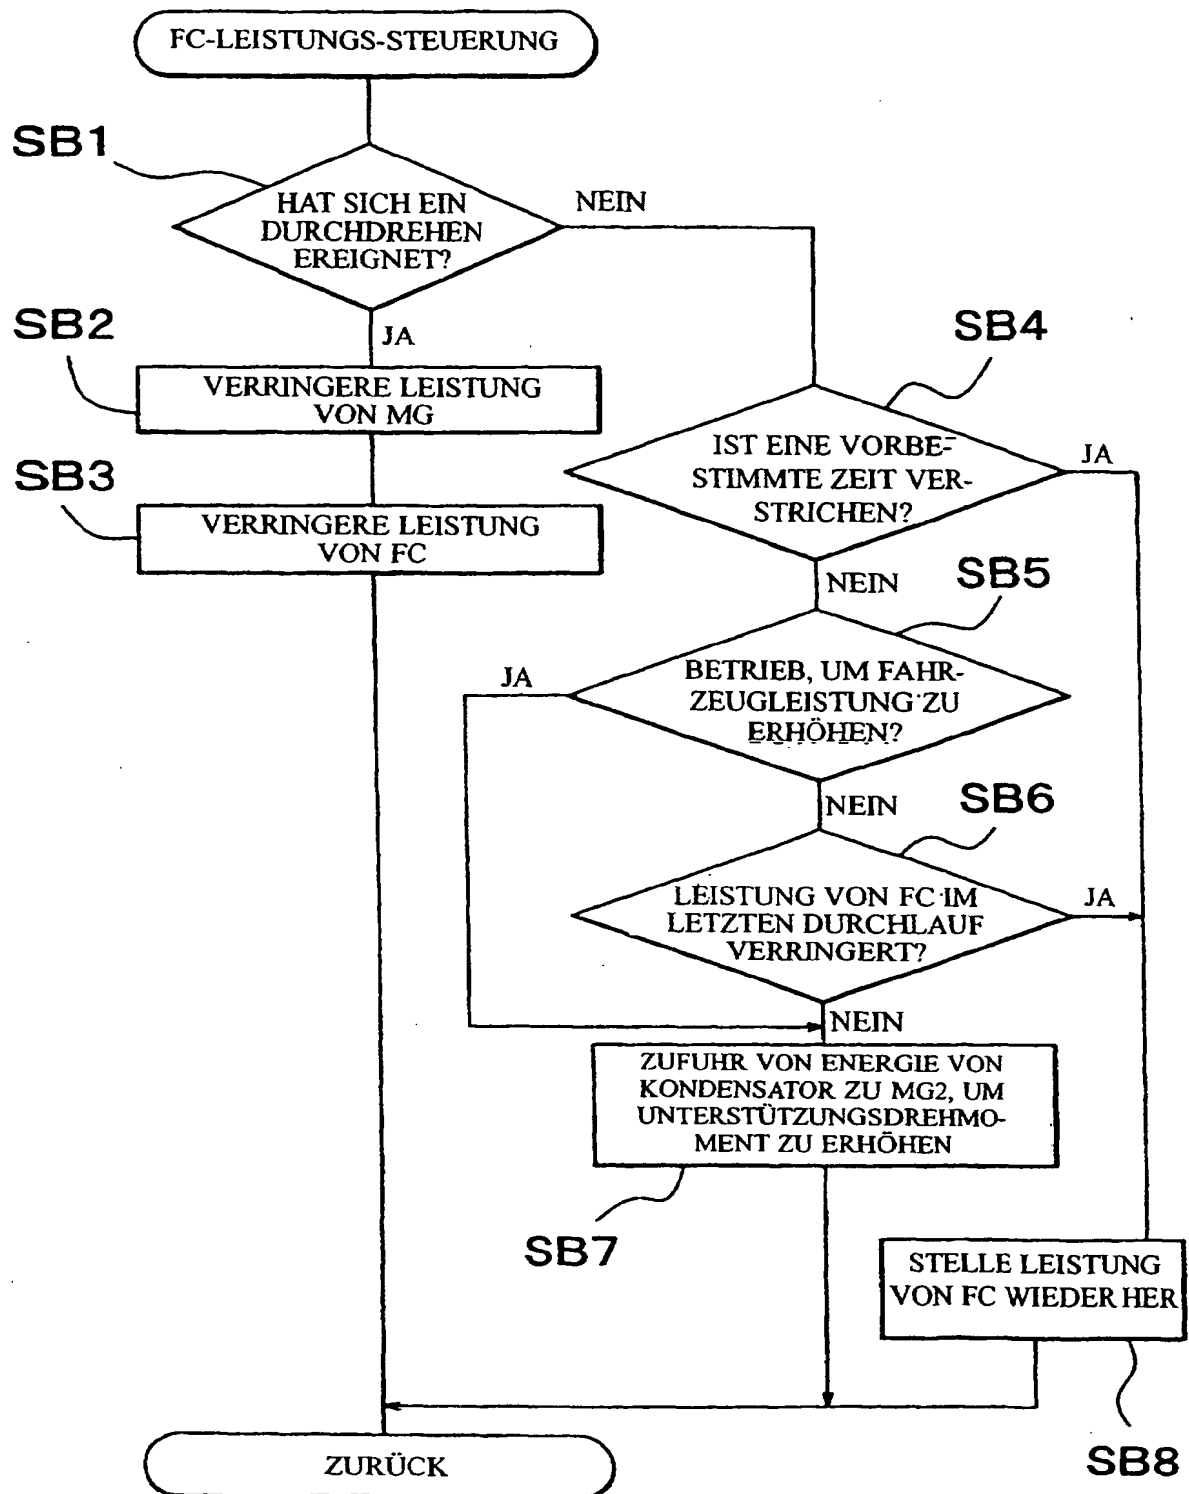 FC-LEISTUNGS-STEUERUNG
SB1
HAT SICH EIN
DURCHDREHEN
EREIGNET?
NEIN
JA
SB2
VERRINGERE LEISTUNG
VON MG
SB3
VERRINGERE LEISTUNG
VON FC
SB4
IST EINE VORBE-
STIMMTE ZEIT VER-
STRICHEN?
JA
NEIN
SB5
BETRIEB, UM FAHR-
ZEUGLEISTUNG ZU
ERHÖHEN?
JA
NEIN
SB6
LEISTUNG VON FC IM
LETZTEN DURCHLAUF
VERRINGERT?
JA
NEIN
ZUFUHR VON ENERGIE VON
KONDENSATOR ZU MG2, UM
UNTERSTÜTZUNGSDREHMO-
MENT ZU ERHÖHEN
SB7
STELLE LEISTUNG
VON FC WIEDER HER
SB8
ZURÜCK